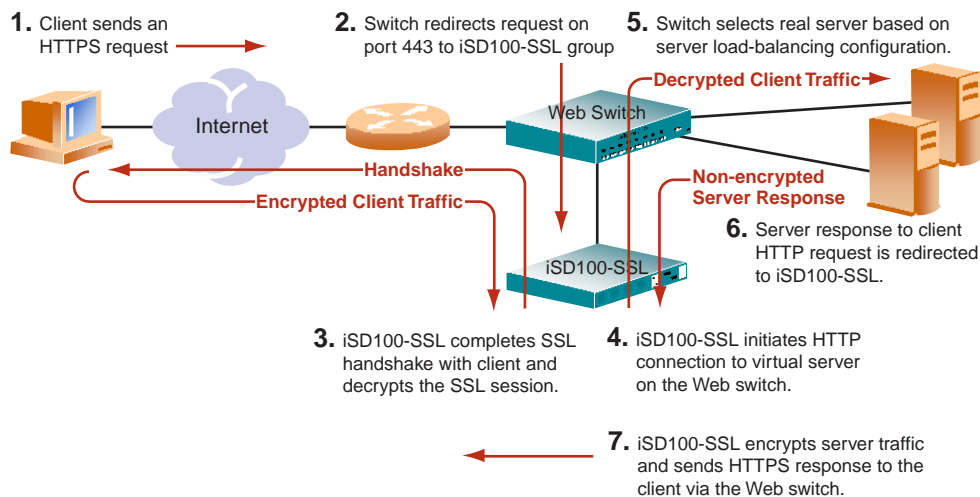 1. Client sends an
HTTPS request
2. Switch redirects request on
port 443 to iSD100-SSL group
5. Switch selects real server based on
server load-balancing configuration.
Decrypted Client Traffic
Internet
Web Switch
Handshake
Encrypted Client Traffic
Non-encrypted
Server Response
6. Server response to client
HTTP request is redirected
to iSD100-SSL.
iSD100-SSL
3. iSD100-SSL completes SSL
handshake with client and
decrypts the SSL session.
4. iSD100-SSL initiates HTTP
connection to virtual server
on the Web switch.
7. iSD100-SSL encrypts server traffic
and sends HTTPS response to the
client via the Web switch.